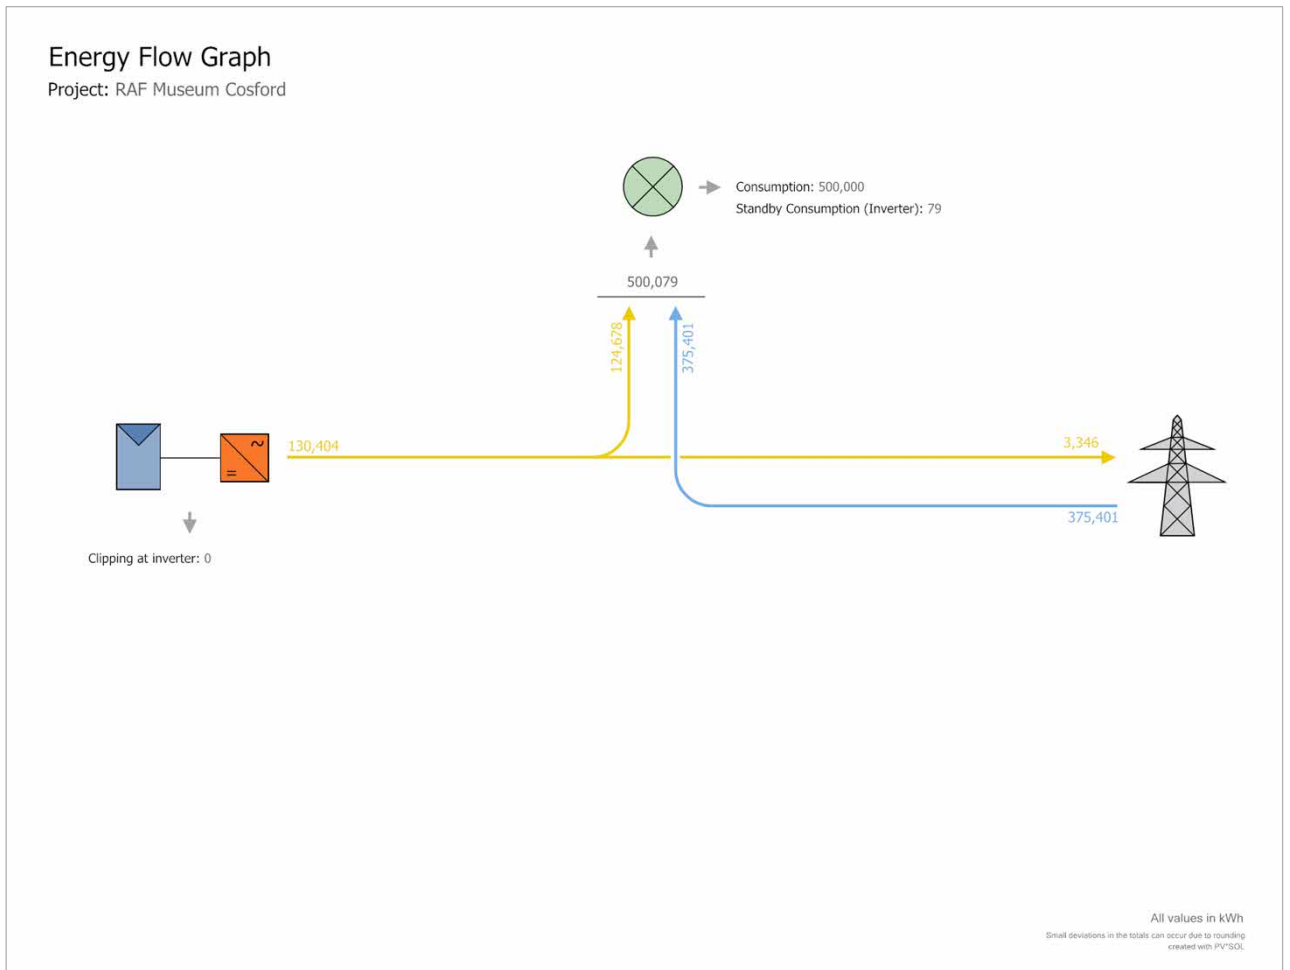 Energy Flow Graph
Project: RAF Museum Cosford
Consumption: 500,000
Standby Consumption (Inverter): 79
500,079
124,678
375,401
130,404
3,346
375,401
Clipping at inverter: 0
All values in kWh
Small deviations in the totals can occur due to rounding
created with PV*SOL